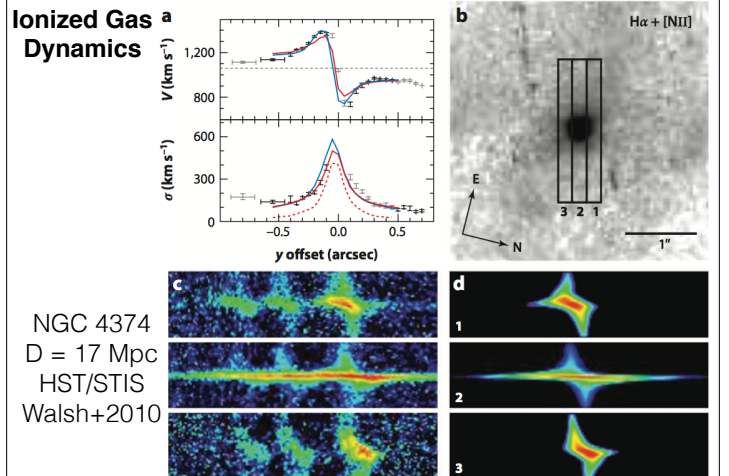 Ionized Gas
Dynamics
a
V (km s⁻¹)
1,200
800
σ (km s⁻¹)
600
300
0
−0.5
0.0
0.5
y offset (arcsec)
b
Hα + [NII]
E
N
3 2 1
1″
NGC 4374
D = 17 Mpc
HST/STIS
Walsh+2010
c
d
1
2
3